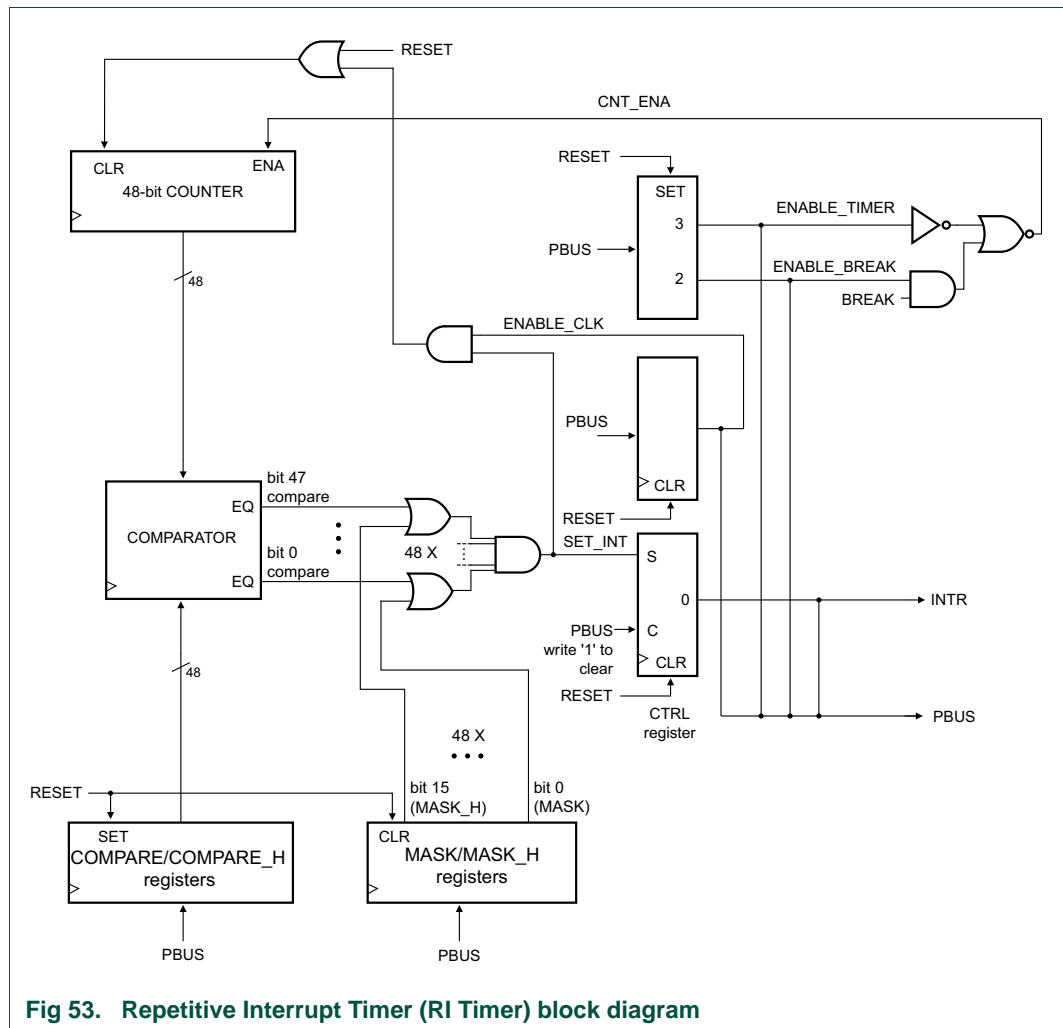 RESET
CNT_ENA
CLR
ENA
48-bit COUNTER
RESET
SET
3
ENABLE_TIMER
PBUS
2
ENABLE_BREAK
BREAK
48
ENABLE_CLK
PBUS
CLR
RESET
bit 47
compare
EQ
COMPARATOR
48 X
bit 0
compare
EQ
SET_INT
S
0
INTR
PBUS
write '1' to
clear
C
CLR
RESET
CTRL
register
PBUS
48
48 X
RESET
bit 15
(MASK_H)
bit 0
(MASK)
SET
COMPARE/COMPARE_H
registers
CLR
MASK/MASK_H
registers
PBUS
PBUS
Fig 53. Repetitive Interrupt Timer (RI Timer) block diagram